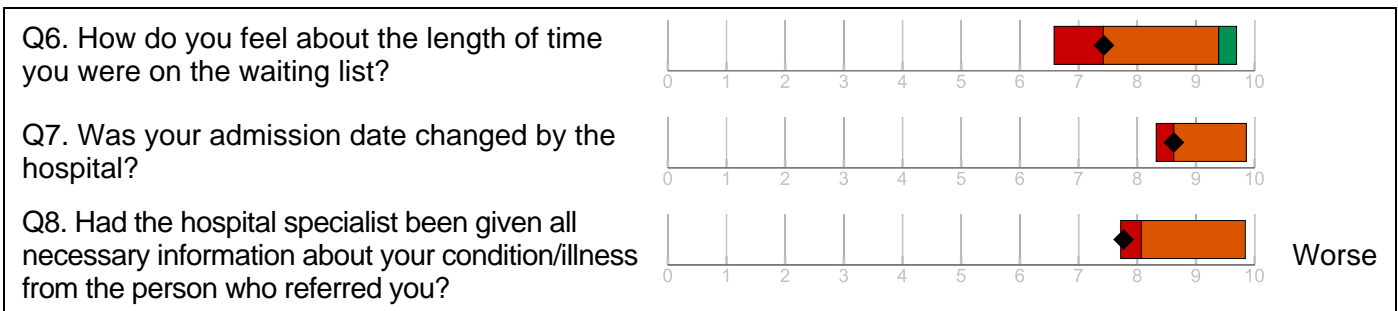 Q6. How do you feel about the length of time
you were on the waiting list?
0 1 2 3 4 5 6 7 8 9 10
Q7. Was your admission date changed by the
hospital?
0 1 2 3 4 5 6 7 8 9 10
Q8. Had the hospital specialist been given all
necessary information about your condition/illness
from the person who referred you?
0 1 2 3 4 5 6 7 8 9 10
Worse